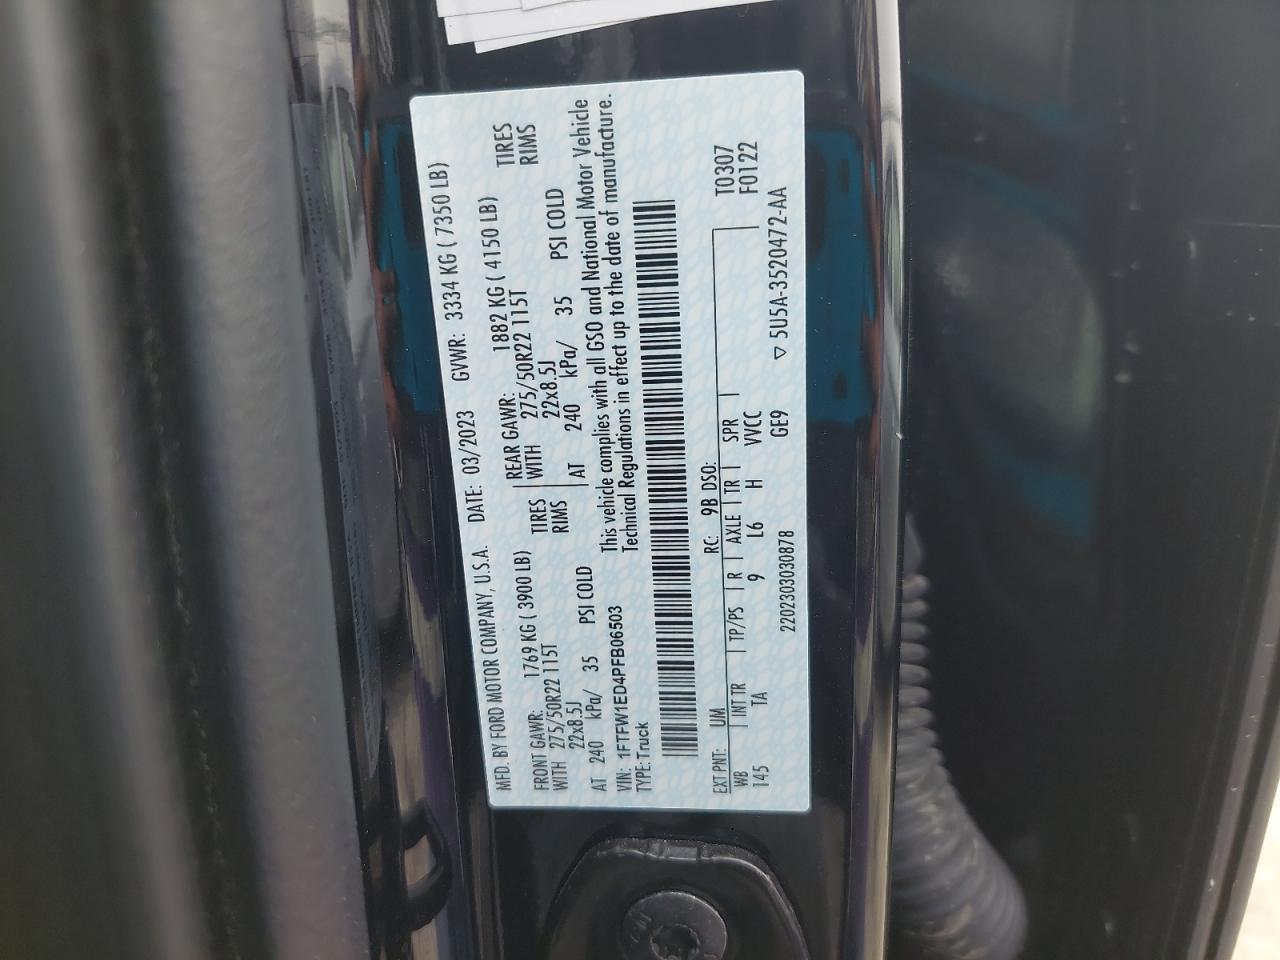 MFD. BY FORD MOTOR COMPANY, U.S.A.
DATE: 03/2023 GVWR: 3334 KG ( 7350 LB)
FRONT GAWR: 1769 KG ( 3900 LB)
WITH 275/50R22 115T TIRES
22x8.5J RIMS
AT 240 kPa/ 35 PSI COLD
REAR GAWR: 1882 KG ( 4150 LB)
WITH 275/50R22 115T TIRES
22x8.5J RIMS
AT 240 kPa/ 35 PSI COLD
This vehicle complies with all GSO and National Motor Vehicle
Technical Regulations in effect up to the date of manufacture.
VIN: 1FTFW1ED4PFB06503
TYPE: Truck
EXT PNT: UM RC: 9B DSO:
WB | INT TR | TP/PS | R | AXLE | TR | SPR | T0307
145 TA 9 L6 H VVCC F0122
2202303030878 GE9
▽ 5U5A-3520472-AA